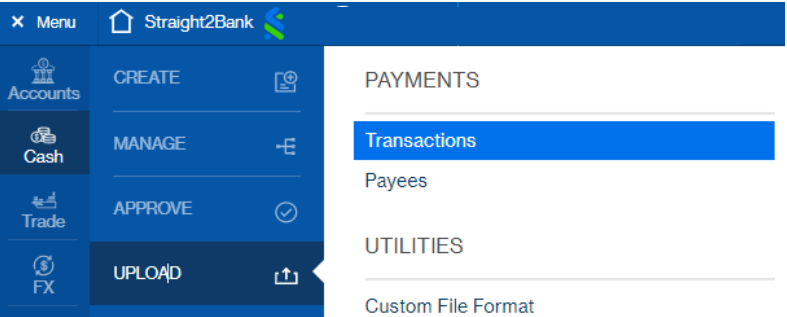 × Menu
Straight2Bank
Accounts
Cash
Trade
FX
CREATE
MANAGE
APPROVE
UPLOAD
PAYMENTS
Transactions
Payees
UTILITIES
Custom File Format